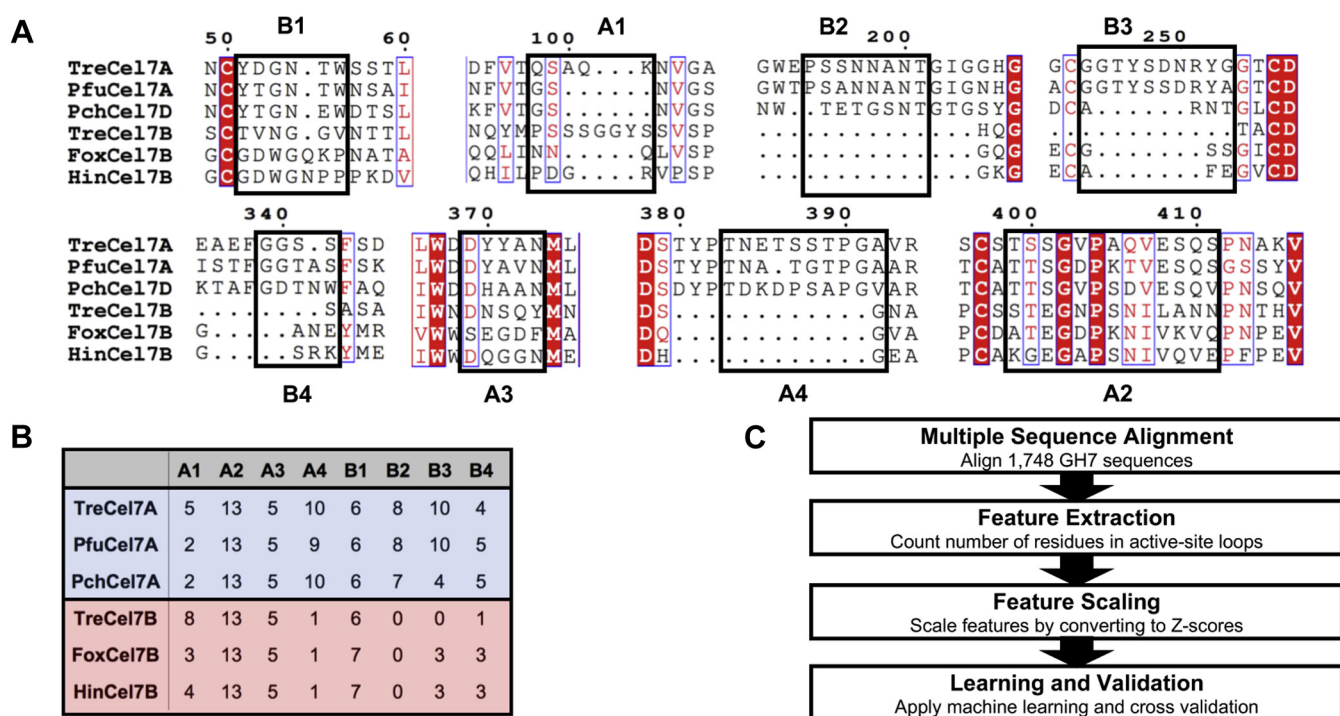 A
B1
A1
B2
B3
50 60 100 200 250
TreCel7A NCYDGN.TWSSTL DFVTQSAQ...KNVGA GWEPSSNNANTGIGGHG GCGGTYSDNRYGGTCD
PfuCel7A NCYTGN.TWNSAI NFVTGS......NVGS GWTPSANNANTGIGNHG ACGGTYSSDRYAGTCD
PchCel7D NCYTGN.EWDTSL KFVTGS......NVGS NW..TETGSNTGTGSYG DCA.......RNTGLCD
TreCel7B SCTVNG.GVNTTL NQYMPSSSGGYSSVSP ..............HQG ............TACD
FoxCel7B GCGDWGQKPNATA QQLINN.....QLVSP ..............GQG ECG.......SSGICD
HinCel7B GCGDWGNPPPKDV QHILPDG....RVPSP ..............GKG ECA.......FEGVCD
340 370 380 390 400 410
TreCel7A EAEFGGS.SFSD LWDDYYANML DSTYPTNETSSTPGAVR SCSTSSGVPAQVESQSPNAKV
PfuCel7A ISTFGGTASFSK LWDDYAVNML DSTYPTNA.TGTPGAAR TCATTSGDPKTVESQSGSSYV
PchCel7D KTAFGDTNWFAQ IWDDHAANML DSDYPTDKDPSAPGVAR ACATTSGVPSDVESQVPNSQV
TreCel7B ........SASA IWNDNSQYMN DS............GNA PCSSTEGNPSNILANNPNTHV
FoxCel7B G.....ANEYMR VWWSEGDFMA DQ............GVA PCDATEGDPKNIVKVQPNPEV
HinCel7B G.....SRKYME IWWDQGGNME DH............GEA PCAKGEGAPSNIVQVEPFPEV
B4
A3
A4
A2
B
A1 A2 A3 A4 B1 B2 B3 B4
TreCel7A 5 13 5 10 6 8 10 4
PfuCel7A 2 13 5 9 6 8 10 5
PchCel7A 2 13 5 10 6 7 4 5
TreCel7B 8 13 5 1 6 0 0 1
FoxCel7B 3 13 5 1 7 0 3 3
HinCel7B 4 13 5 1 7 0 3 3
C
Multiple Sequence Alignment
Align 1,748 GH7 sequences
Feature Extraction
Count number of residues in active-site loops
Feature Scaling
Scale features by converting to Z-scores
Learning and Validation
Apply machine learning and cross validation